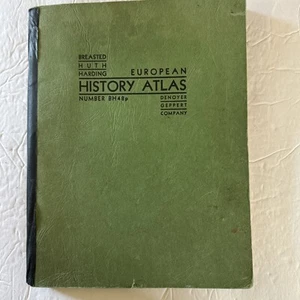 BREASTED
HUTH
HARDING EUROPEAN
HISTORY ATLAS
NUMBER BH48p DENOYER
GEPPERT
COMPANY